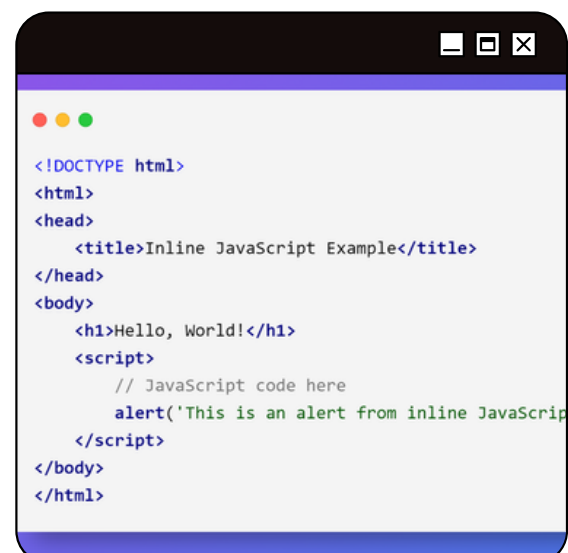 <!DOCTYPE html>
<html>
<head>
    <title>Inline JavaScript Example</title>
</head>
<body>
    <h1>Hello, World!</h1>
    <script>
        // JavaScript code here
        alert('This is an alert from inline JavaScrip
    </script>
</body>
</html>